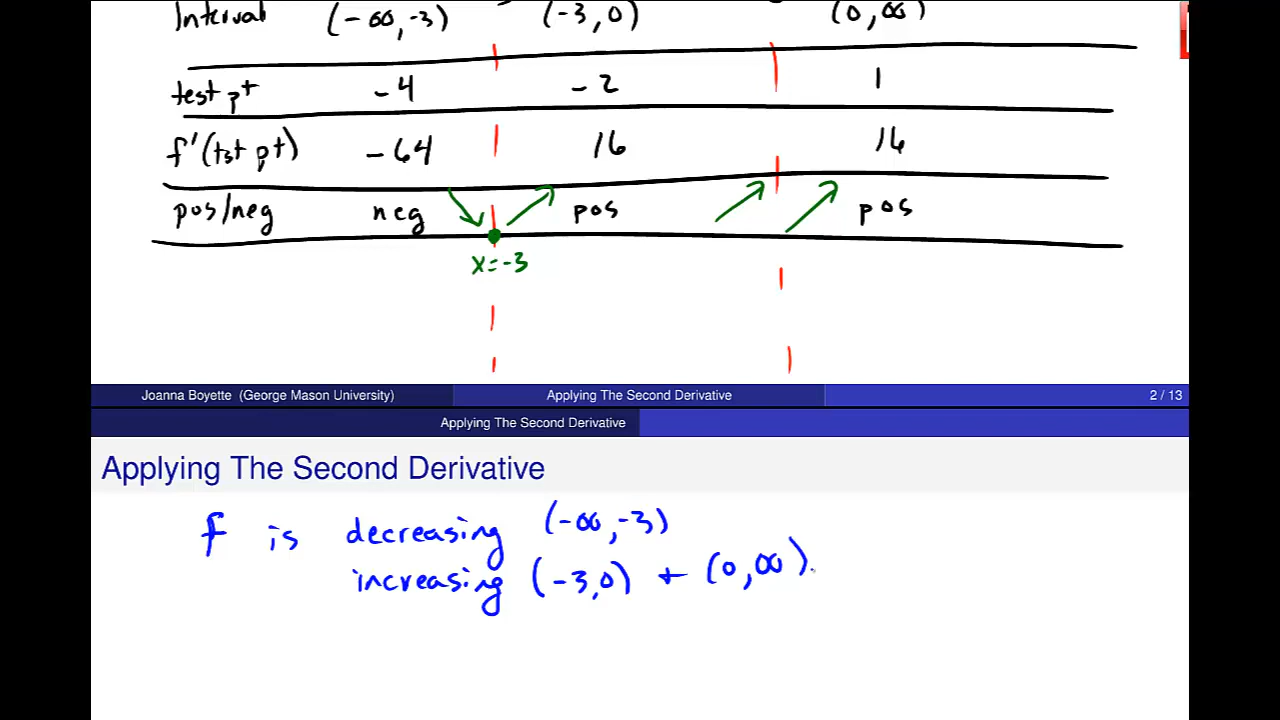 Interval (-∞,-3) (-3,0) (0,∞)
test pt -4 -2 1
f'(tst pt) -64 16 16
pos/neg neg pos pos
x=-3
Joanna Boyette (George Mason University) Applying The Second Derivative 2 / 13
Applying The Second Derivative
Applying The Second Derivative
f is decreasing (-∞,-3)
increasing (-3,0) + (0,∞).